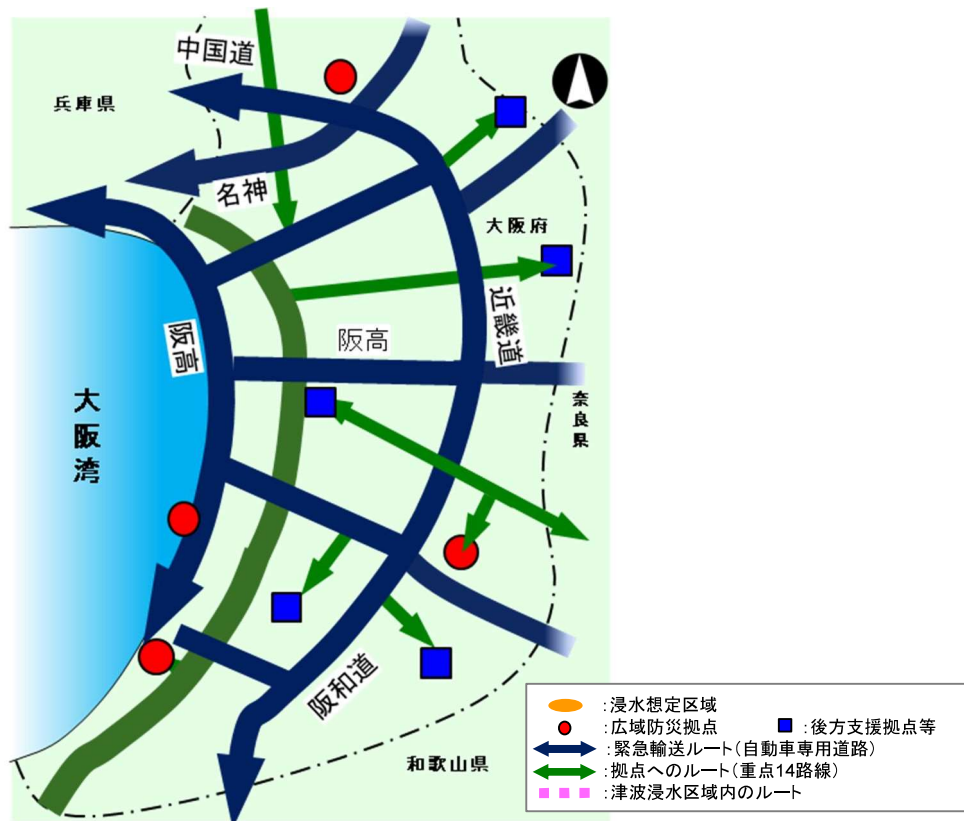 中国道
兵庫県
名神
大阪府
近畿道
阪高
阪高
奈良県
大阪湾
阪和道
和歌山県
:浸水想定区域
:広域防災拠点 :後方支援拠点等
:緊急輸送ルート(自動車専用道路)
:拠点へのルート(重点14路線)
:津波浸水区域内のルート